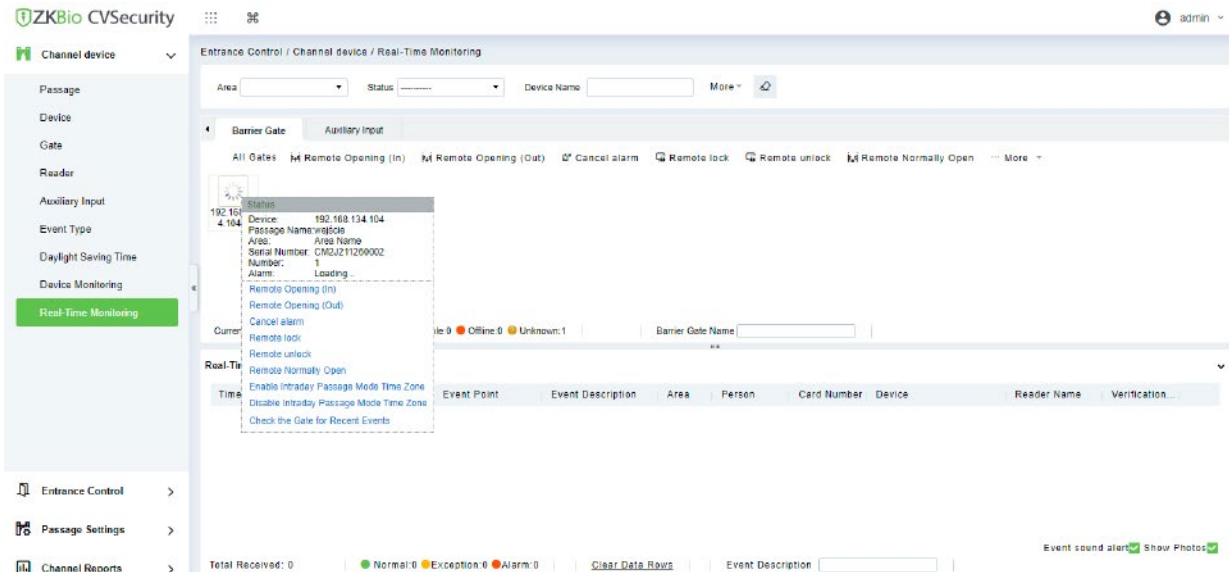 ZKBio CVSecurity
admin
Channel device
Passage
Device
Gate
Reader
Auxiliary Input
Event Type
Daylight Saving Time
Device Monitoring
Real-Time Monitoring
Entrance Control
Passage Settings
Channel Reports
Entrance Control / Channel device / Real-Time Monitoring
Area Status ---------- Device Name More
Barrier Gate Auxiliary Input
All Gates Remote Opening (In) Remote Opening (Out) Cancel alarm Remote lock Remote unlock Remote Normally Open ··· More
192.16
4.104
Status
Device: 192.168.134.104
Passage Name:wejście
Area: Area Name
Serial Number: CM2J211260002
Number: 1
Alarm: Loading ..
Remote Opening (In)
Remote Opening (Out)
Cancel alarm
Remote lock
Remote unlock
Remote Normally Open
Enable Intraday Passage Mode Time Zone
Disable Intraday Passage Mode Time Zone
Check the Gate for Recent Events
Offline:0 Unknown:1 Barrier Gate Name
Time Event Point Event Description Area Person Card Number Device Reader Name Verification...
Event sound alert Show Photos
Total Received: 0 Normal:0 Exception:0 Alarm:0 Clear Data Rows Event Description